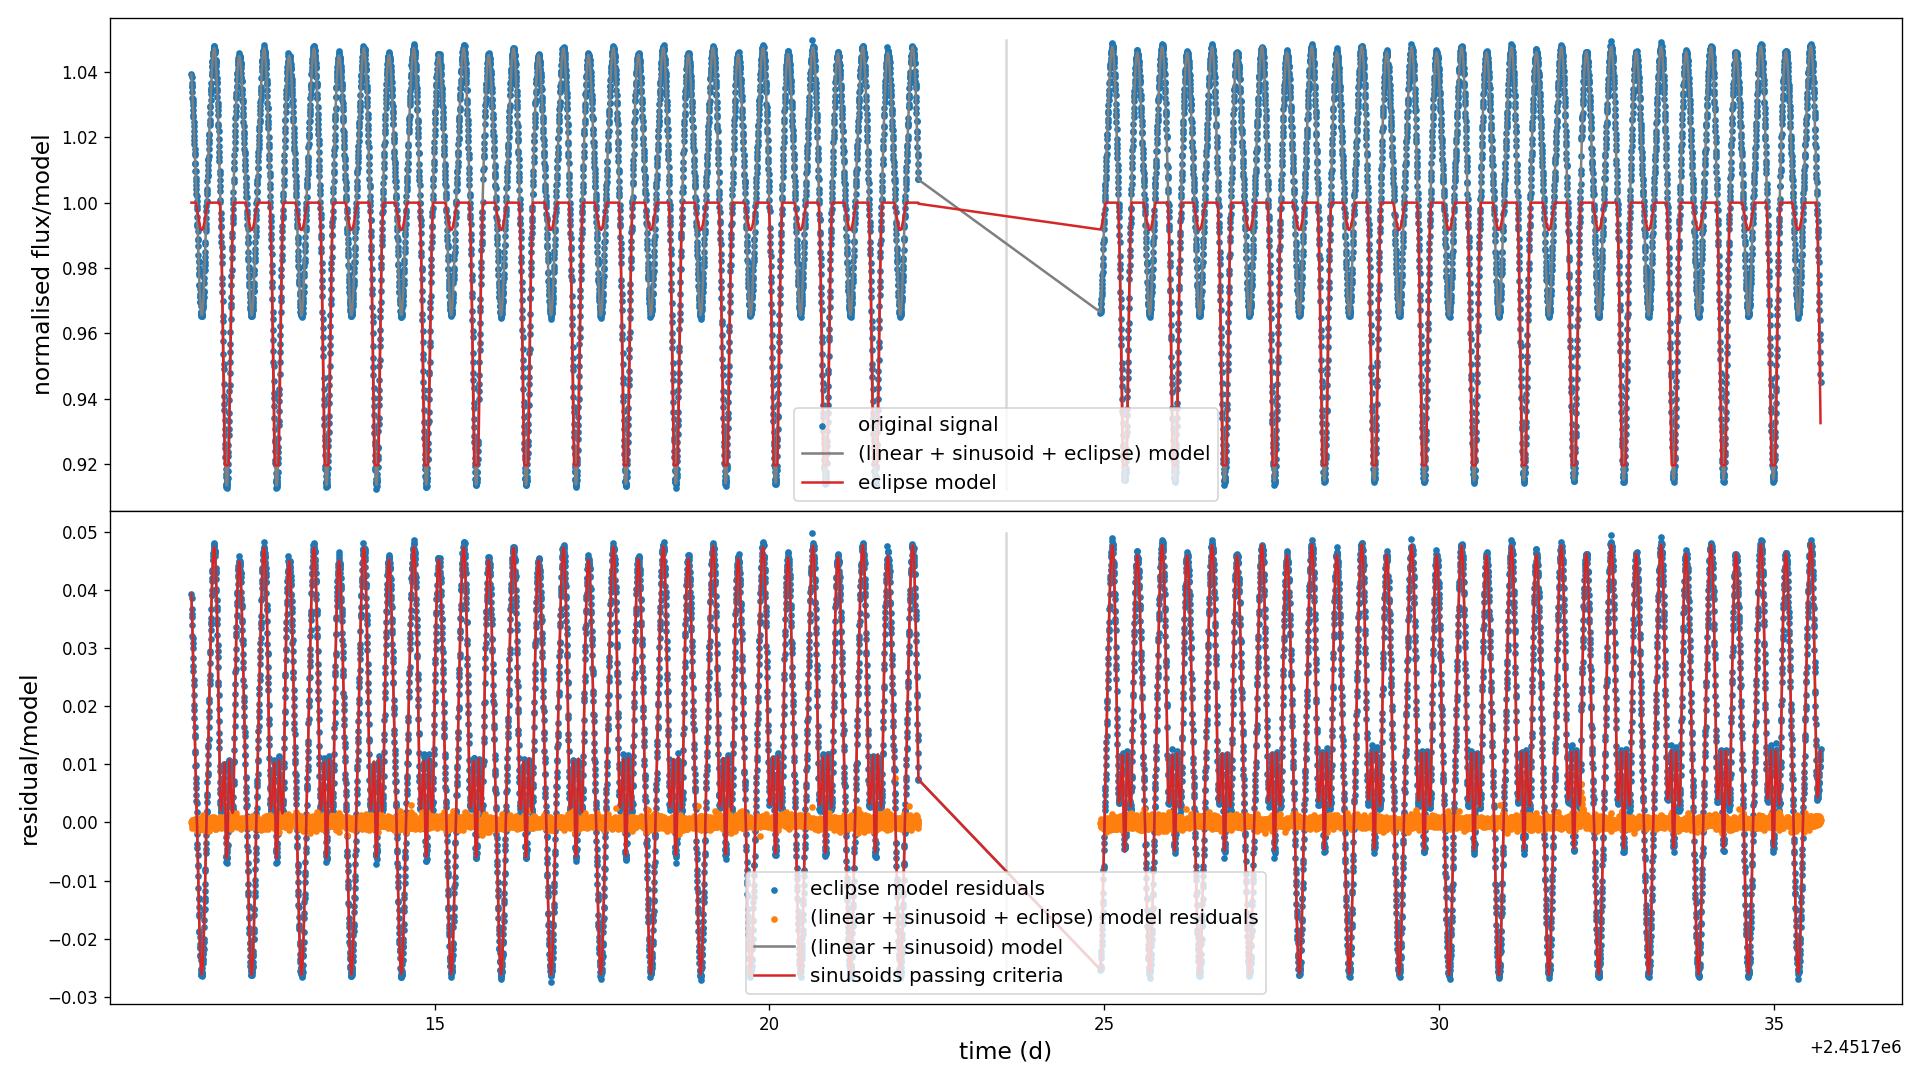 normalised flux/model
1.04
1.02
1.00
0.98
0.96
0.94
0.92
original signal
(linear + sinusoid + eclipse) model
eclipse model
residual/model
0.05
0.04
0.03
0.02
0.01
0.00
−0.01
−0.02
−0.03
eclipse model residuals
(linear + sinusoid + eclipse) model residuals
(linear + sinusoid) model
sinusoids passing criteria
15 20 25 30 35
time (d)
+2.4517e6